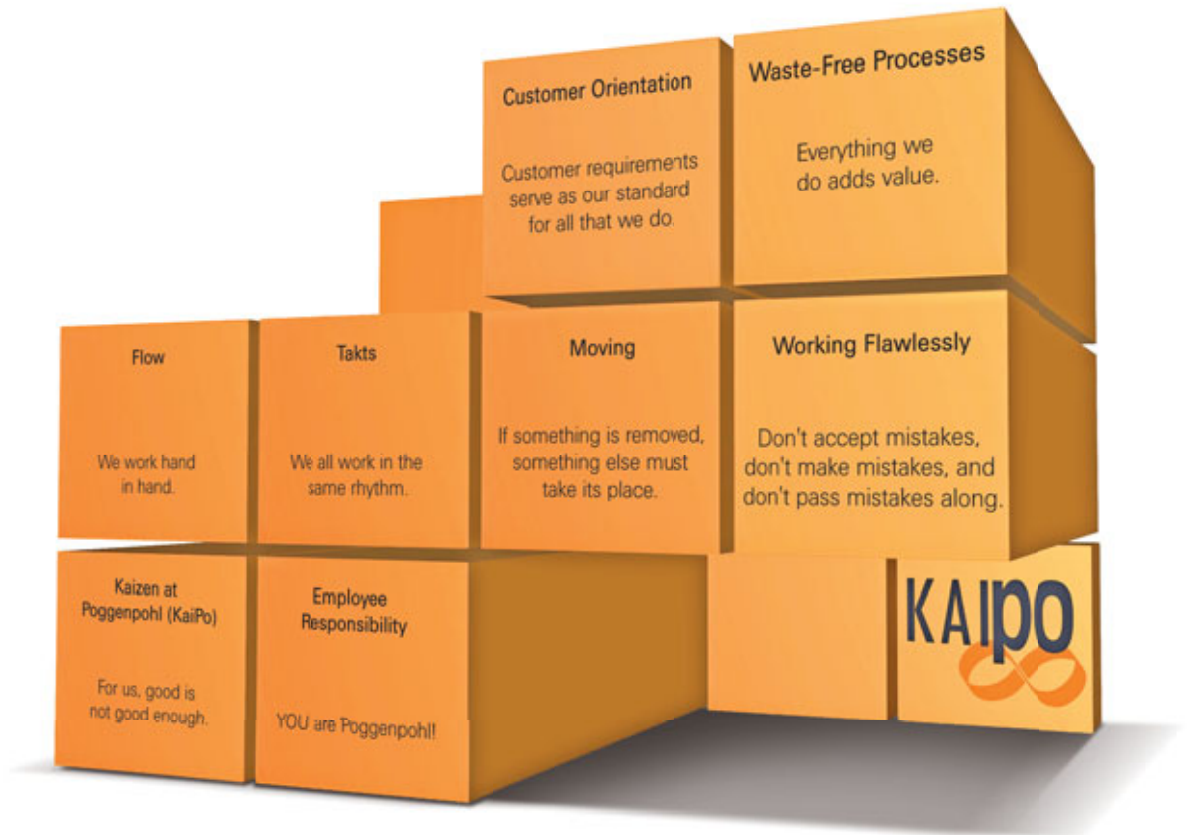 Customer Orientation
Customer requirements
serve as our standard
for all that we do
Waste-Free Processes
Everything we
do adds value.
Flow
We work hand
in hand.
Takts
We all work in the
same rhythm.
Moving
If something is removed,
something else must
take its place.
Working Flawlessly
Don't accept mistakes,
don't make mistakes, and
don't pass mistakes along.
Kaizen at
Poggenpohl (KaiPo)
For us, good is
not good enough.
Employee
Responsibility
YOU are Poggenpohl!
KAIpo